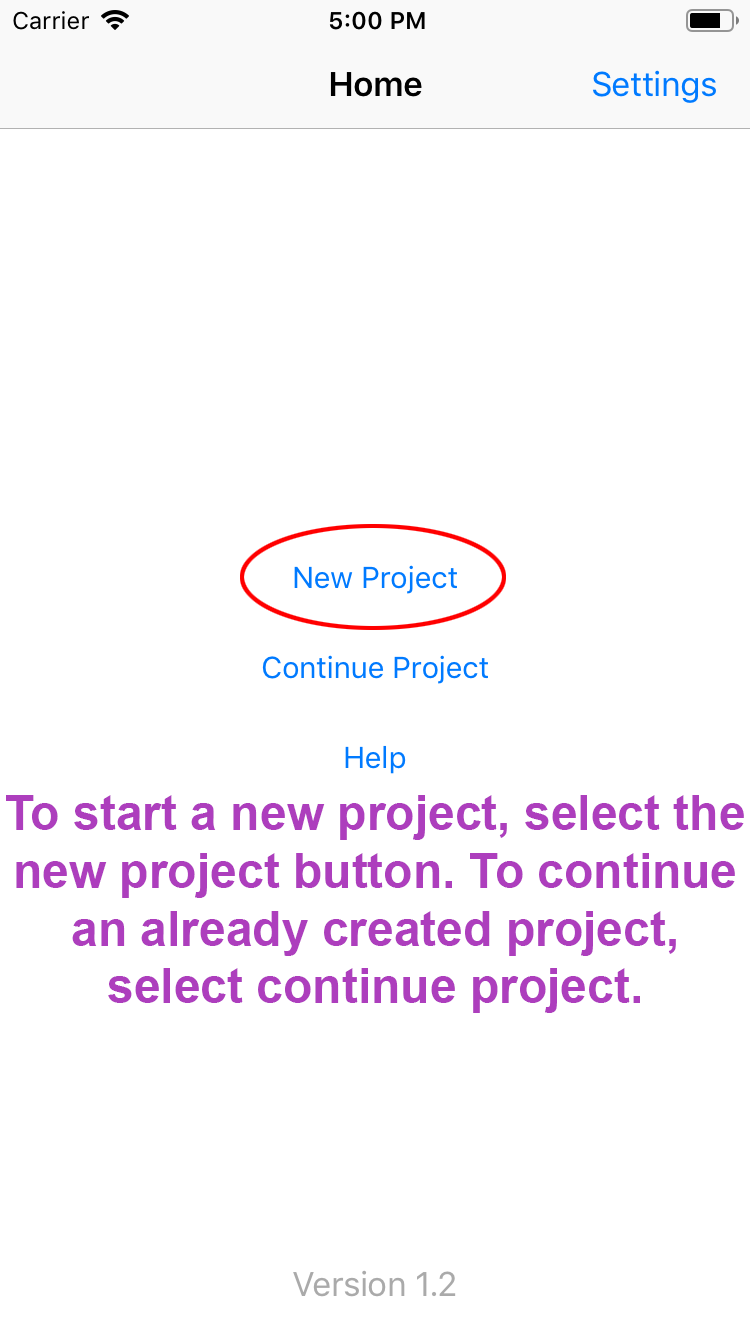 Carrier 5:00 PM
Home Settings
New Project
Continue Project
Help
To start a new project, select the
new project button. To continue
an already created project,
select continue project.
Version 1.2